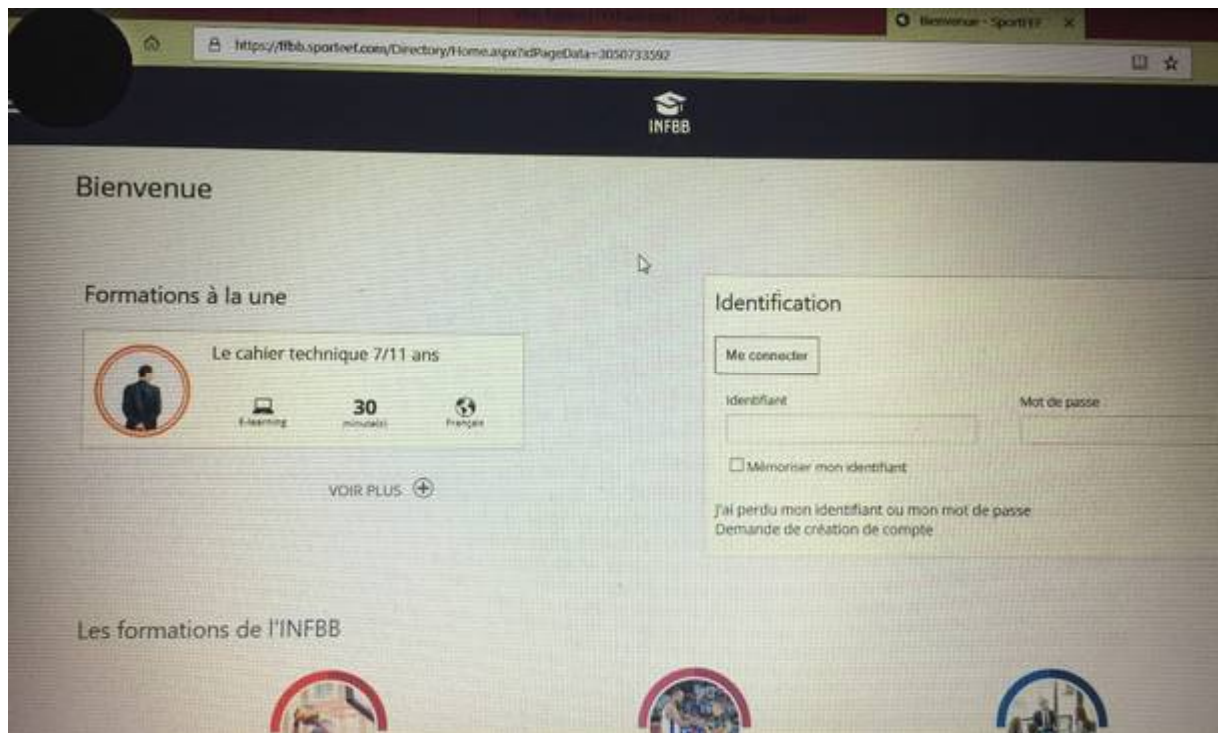 Bienvenue - SportEEF
https://ffbb.sporteef.com/Directory/Home.aspx?idPageData=3050733592
INFBB
Bienvenue
Formations à la une
Le cahier technique 7/11 ans
30
E-learning
minute(s)
Français
VOIR PLUS
Identification
Me connecter
Identifiant
Mot de passe
Mémoriser mon identifiant
J'ai perdu mon identifiant ou mon mot de passe
Demande de création de compte
Les formations de l'INFBB